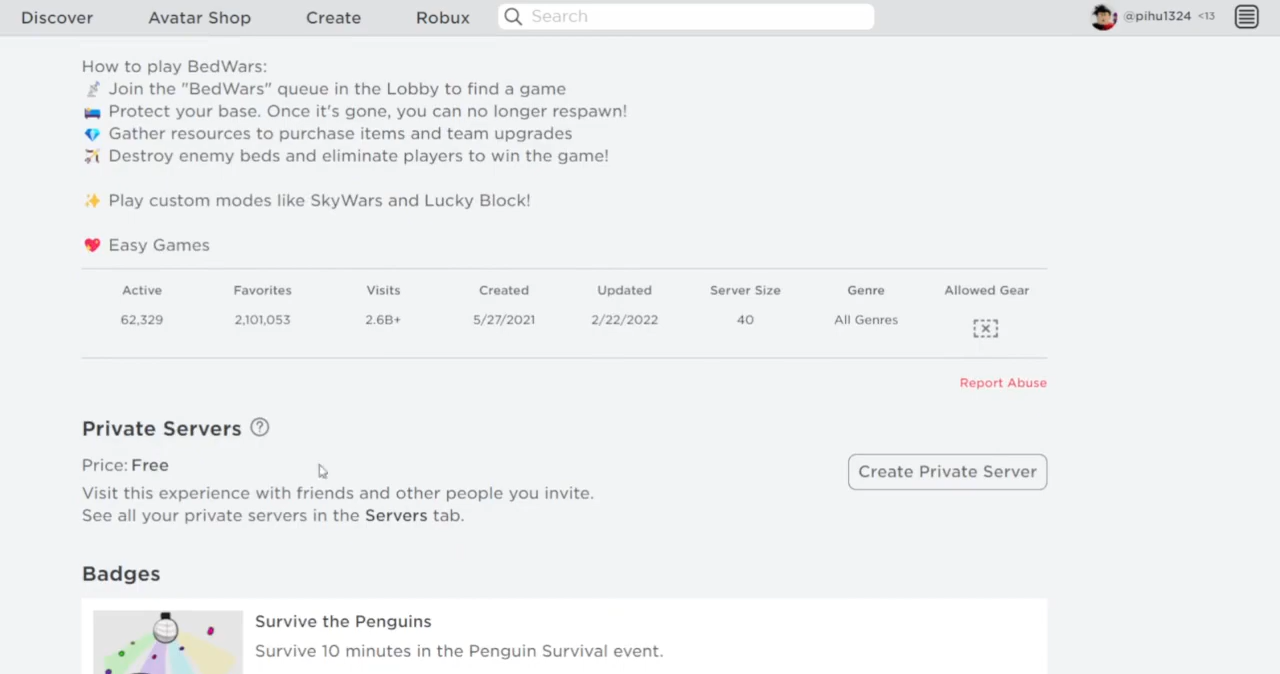 Discover Avatar Shop Create Robux Search @pihu1324 <13
How to play BedWars:
Join the "BedWars" queue in the Lobby to find a game
Protect your base. Once it's gone, you can no longer respawn!
Gather resources to purchase items and team upgrades
Destroy enemy beds and eliminate players to win the game!
✨ Play custom modes like SkyWars and Lucky Block!
💖 Easy Games
Active Favorites Visits Created Updated Server Size Genre Allowed Gear
62,329 2,101,053 2.6B+ 5/27/2021 2/22/2022 40 All Genres
Report Abuse
Private Servers ?
Price: Free
Create Private Server
Visit this experience with friends and other people you invite.
See all your private servers in the Servers tab.
Badges
Survive the Penguins
Survive 10 minutes in the Penguin Survival event.